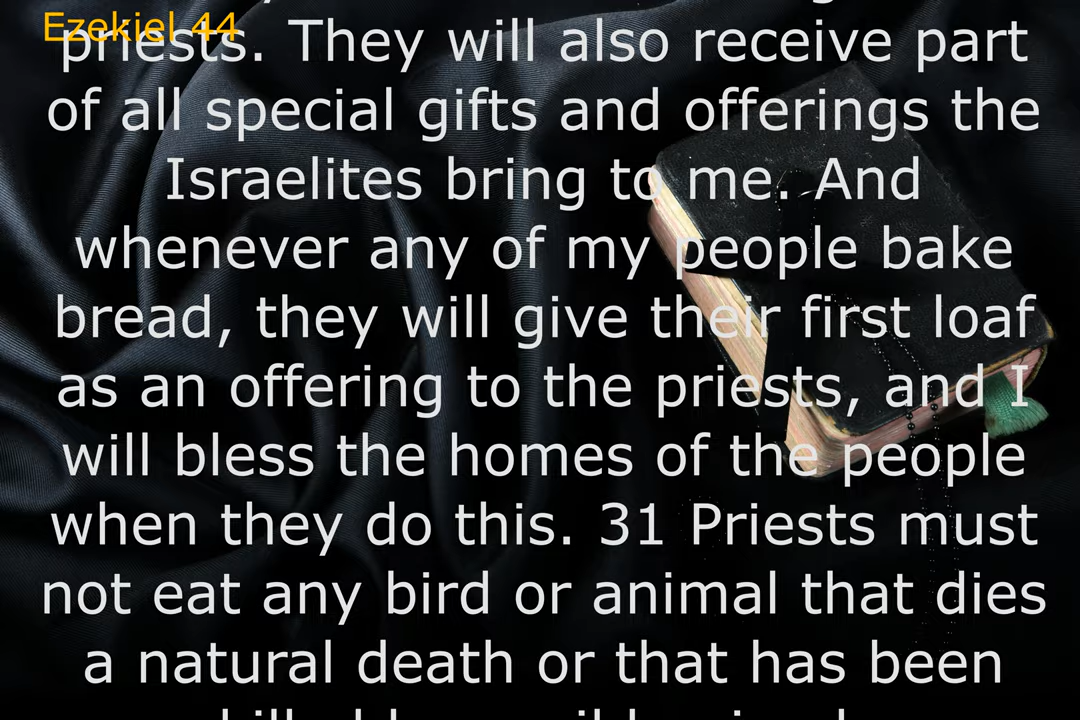 Ezekiel 44
priests. They will also receive part
of all special gifts and offerings the
Israelites bring to me. And
whenever any of my people bake
bread, they will give their first loaf
as an offering to the priests, and I
will bless the homes of the people
when they do this. 31 Priests must
not eat any bird or animal that dies
a natural death or that has been